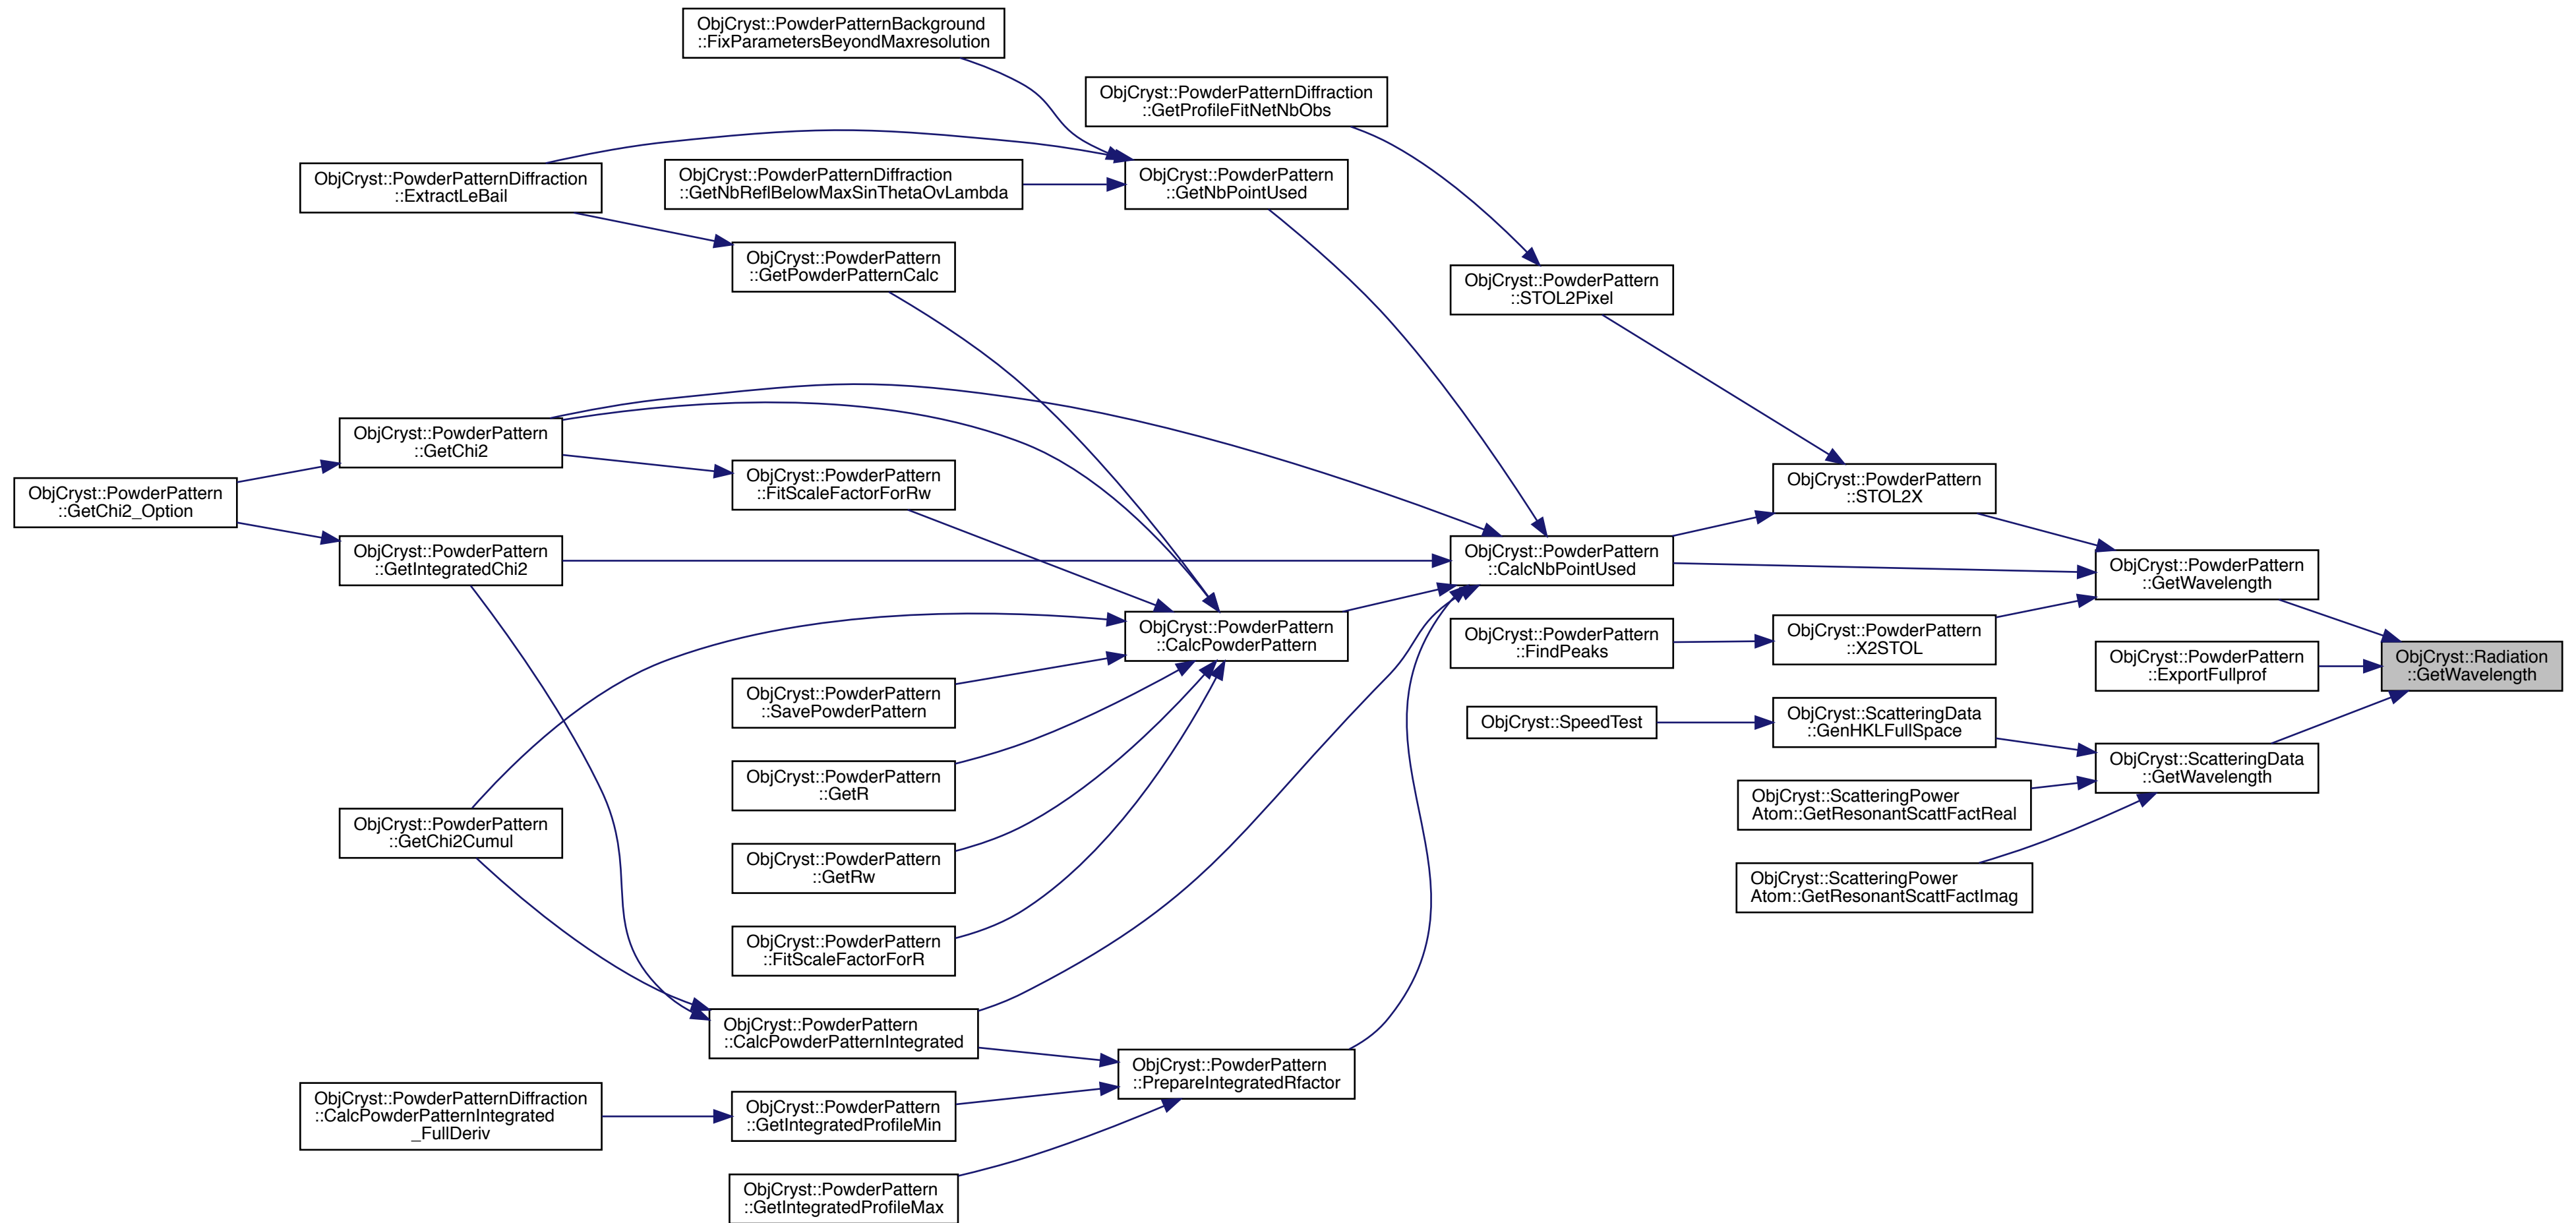 ObjCryst::PowderPatternBackground
::FixParametersBeyondMaxresolution
ObjCryst::PowderPatternDiffraction
::GetProfileFitNetNbObs
ObjCryst::PowderPatternDiffraction
::ExtractLeBail
ObjCryst::PowderPatternDiffraction
::GetNbReflBelowMaxSinThetaOvLambda
ObjCryst::PowderPattern
::GetNbPointUsed
ObjCryst::PowderPattern
::GetPowderPatternCalc
ObjCryst::PowderPattern
::STOL2Pixel
ObjCryst::PowderPattern
::GetChi2
ObjCryst::PowderPattern
::FitScaleFactorForRw
ObjCryst::PowderPattern
::STOL2X
ObjCryst::PowderPattern
::GetChi2_Option
ObjCryst::PowderPattern
::GetIntegratedChi2
ObjCryst::PowderPattern
::CalcNbPointUsed
ObjCryst::PowderPattern
::GetWavelength
ObjCryst::PowderPattern
::CalcPowderPattern
ObjCryst::PowderPattern
::FindPeaks
ObjCryst::PowderPattern
::X2STOL
ObjCryst::PowderPattern
::ExportFullprof
ObjCryst::Radiation
::GetWavelength
ObjCryst::PowderPattern
::SavePowderPattern
ObjCryst::SpeedTest
ObjCryst::ScatteringData
::GenHKLFullSpace
ObjCryst::ScatteringData
::GetWavelength
ObjCryst::PowderPattern
::GetR
ObjCryst::ScatteringPower
Atom::GetResonantScattFactReal
ObjCryst::PowderPattern
::GetChi2Cumul
ObjCryst::PowderPattern
::GetRw
ObjCryst::ScatteringPower
Atom::GetResonantScattFactImag
ObjCryst::PowderPattern
::FitScaleFactorForR
ObjCryst::PowderPattern
::CalcPowderPatternIntegrated
ObjCryst::PowderPattern
::PrepareIntegratedRfactor
ObjCryst::PowderPatternDiffraction
::CalcPowderPatternIntegrated
_FullDeriv
ObjCryst::PowderPattern
::GetIntegratedProfileMin
ObjCryst::PowderPattern
::GetIntegratedProfileMax